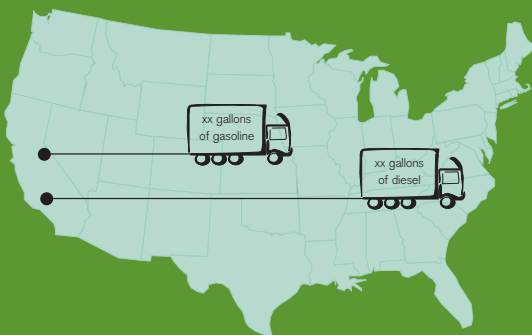 xx gallons
of gasoline
xx gallons
of diesel